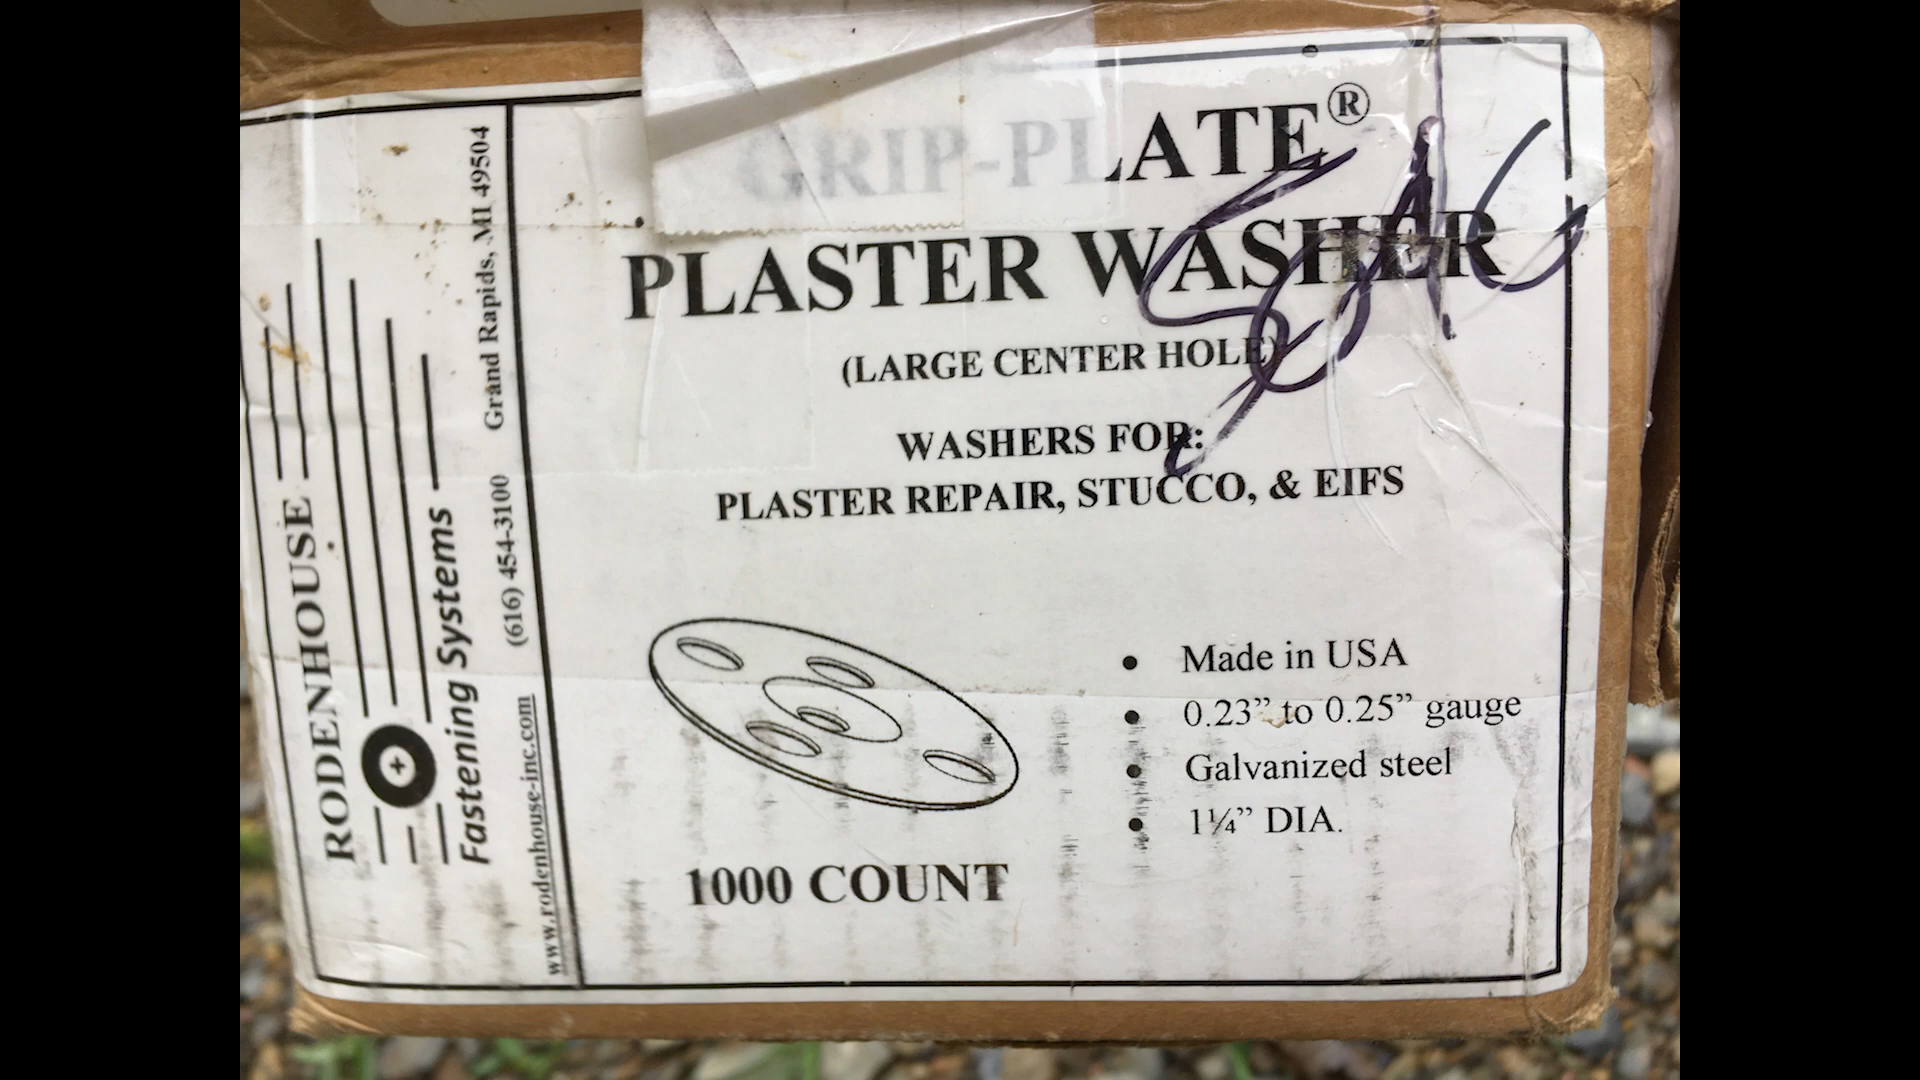 GRIP-PLATE®
PLASTER WASHER
(LARGE CENTER HOLE)
WASHERS FOR:
PLASTER REPAIR, STUCCO, & EIFS
• Made in USA
• 0.23” to 0.25” gauge
• Galvanized steel
• 1¼” DIA.
1000 COUNT
RODENHOUSE
Fastening Systems
www.rodenhouse-inc.com (616) 454-3100 Grand Rapids, MI 49504